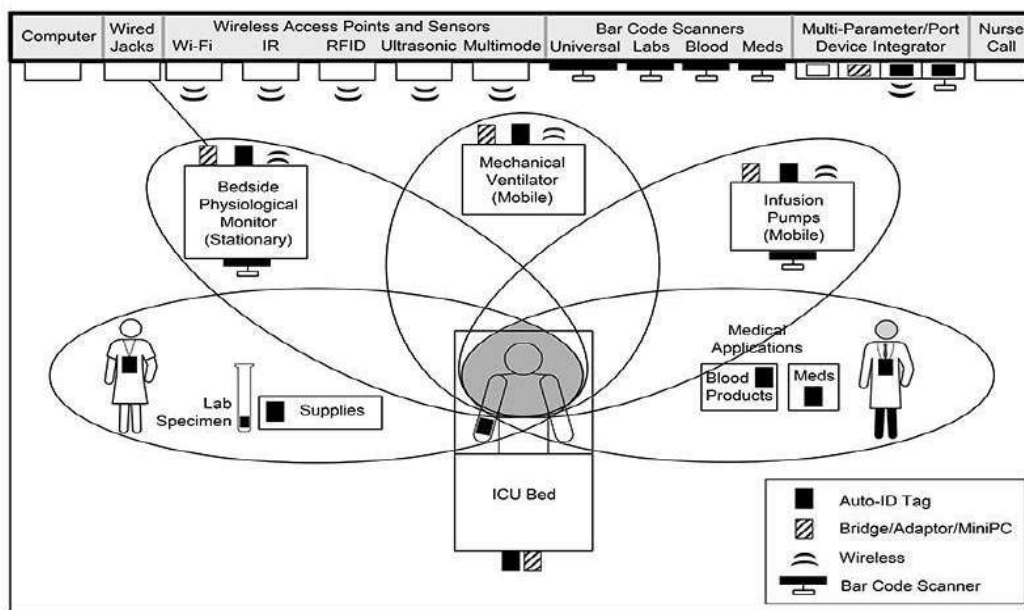 Computer
Wired
Jacks
Wireless Access Points and Sensors
Wi-Fi IR RFID Ultrasonic Multimode
Bar Code Scanners
Universal Labs Blood Meds
Multi-Parameter/Port
Device Integrator
Nurse
Call
Bedside
Physiological
Monitor
(Stationary)
Mechanical
Ventilator
(Mobile)
Infusion
Pumps
(Mobile)
Lab
Specimen
Supplies
Medical
Applications
Blood
Products
Meds
ICU Bed
Auto-ID Tag
Bridge/Adaptor/MiniPC
Wireless
Bar Code Scanner